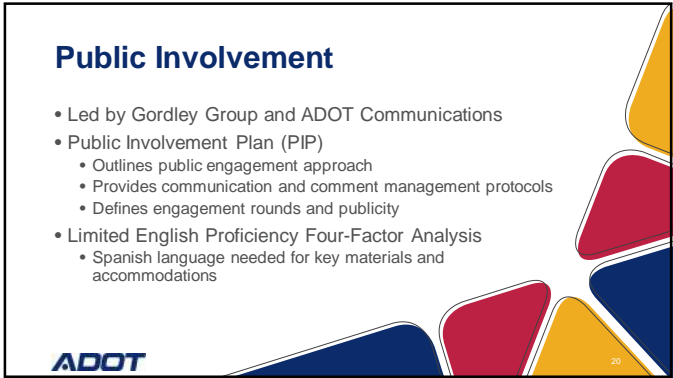 Public Involvement
• Led by Gordley Group and ADOT Communications
• Public Involvement Plan (PIP)
• Outlines public engagement approach
• Provides communication and comment management protocols
• Defines engagement rounds and publicity
• Limited English Proficiency Four-Factor Analysis
• Spanish language needed for key materials and
accommodations
ADOT
20